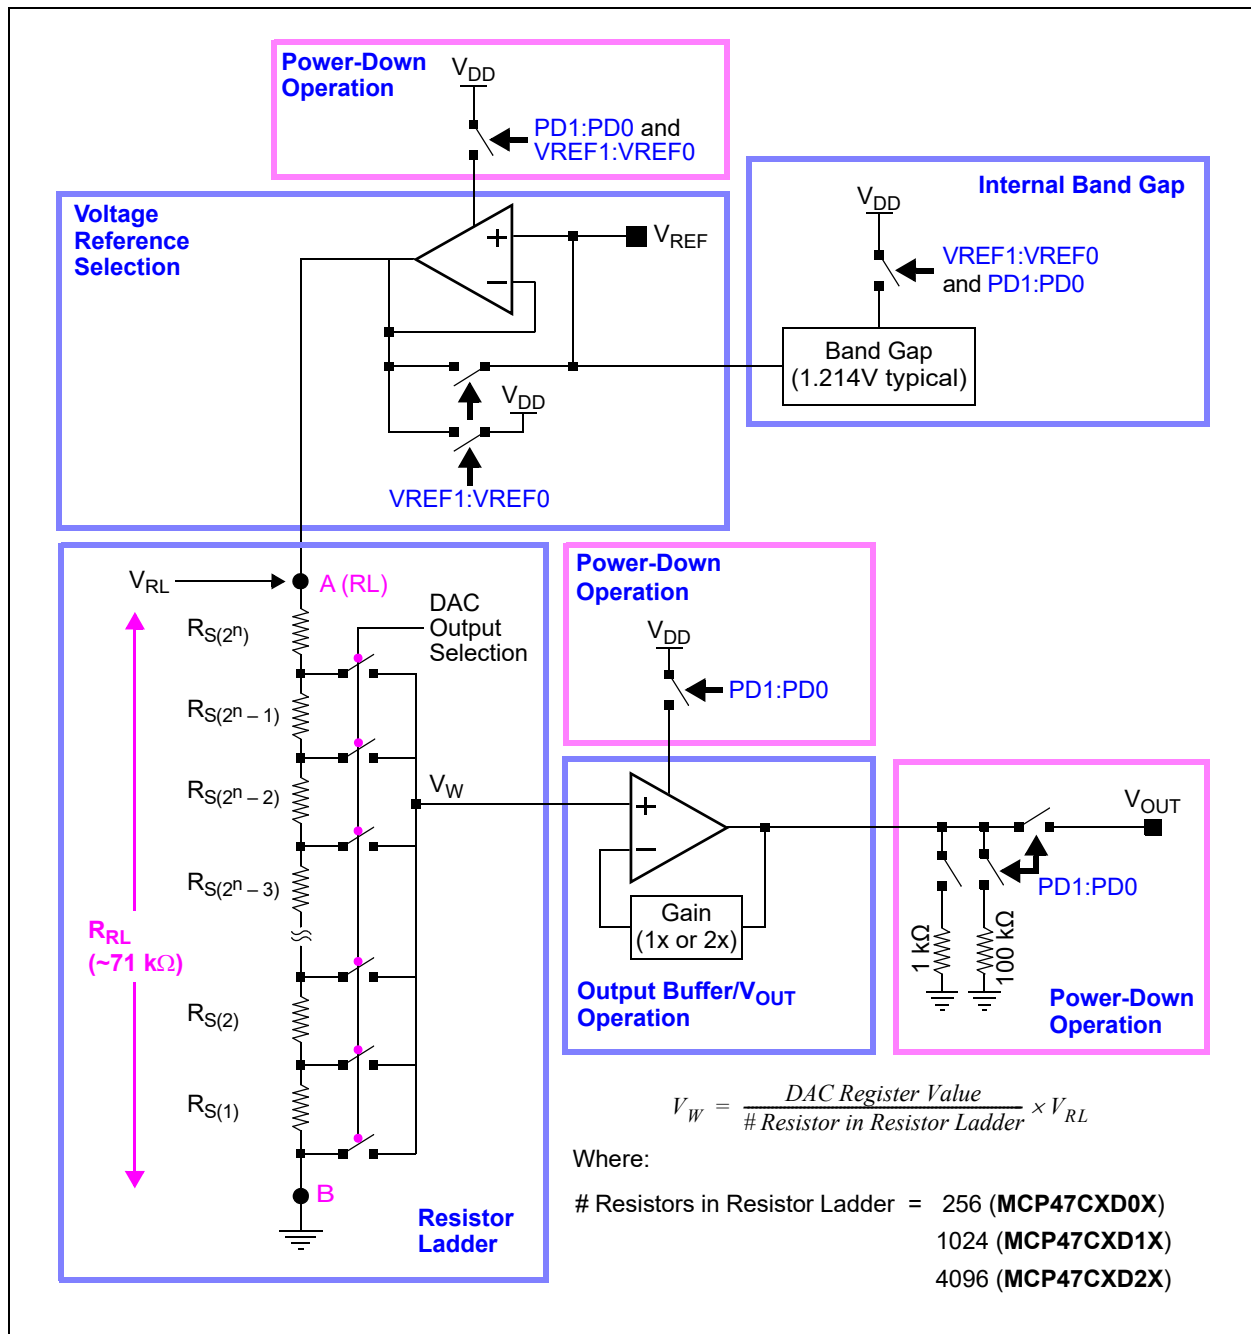 Power-Down
Operation
VDD
PD1:PD0 and
VREF1:VREF0
Internal Band Gap
VDD
VREF1:VREF0
and PD1:PD0
Band Gap
(1.214V typical)
Voltage
Reference
Selection
+
−
VREF
VDD
VREF1:VREF0
VRL
A (RL)
DAC
Output
Selection
RS(2n)
RS(2n – 1)
RS(2n – 2)
RS(2n – 3)
RRL
(~71 kΩ)
RS(2)
RS(1)
VW
B
Resistor
Ladder
Power-Down
Operation
VDD
PD1:PD0
+
−
Gain
(1x or 2x)
Output Buffer/VOUT
Operation
VOUT
PD1:PD0
1 kΩ
100 kΩ
Power-Down
Operation
VW = DAC Register Value / # Resistor in Resistor Ladder × VRL
Where:
# Resistors in Resistor Ladder = 256 (MCP47CXD0X)
1024 (MCP47CXD1X)
4096 (MCP47CXD2X)